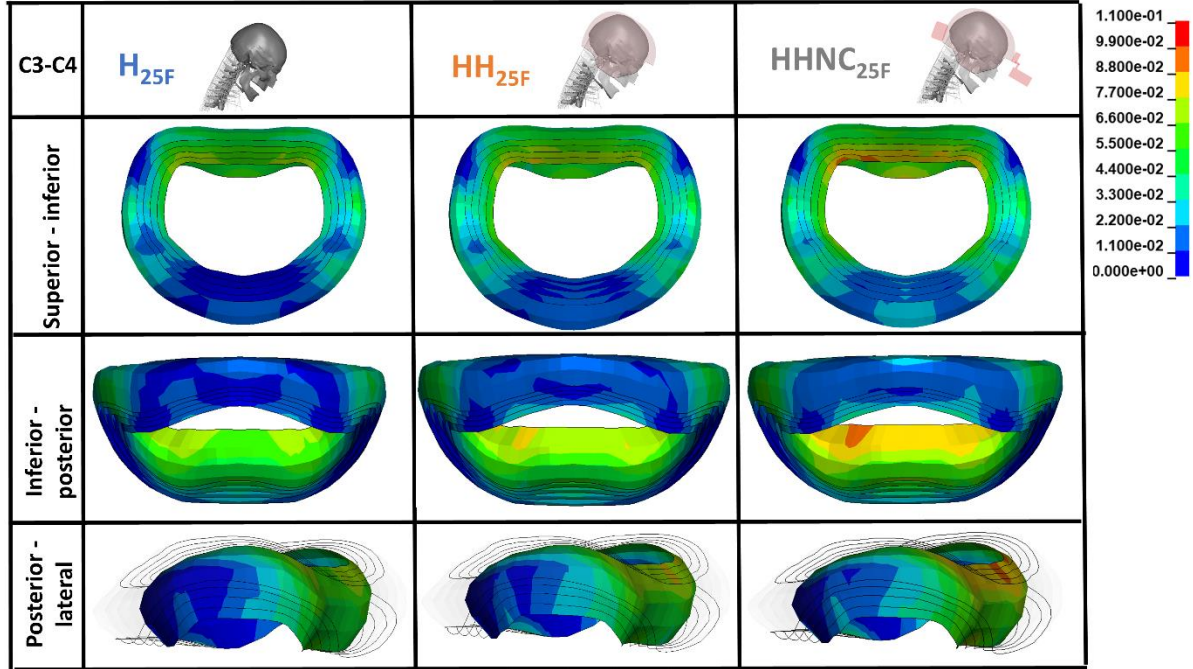 C3-C4
H25F
HH25F
HHNC25F
Superior - inferior
Inferior -
posterior
Posterior -
lateral
1.100e-01
9.900e-02
8.800e-02
7.700e-02
6.600e-02
5.500e-02
4.400e-02
3.300e-02
2.200e-02
1.100e-02
0.000e+00